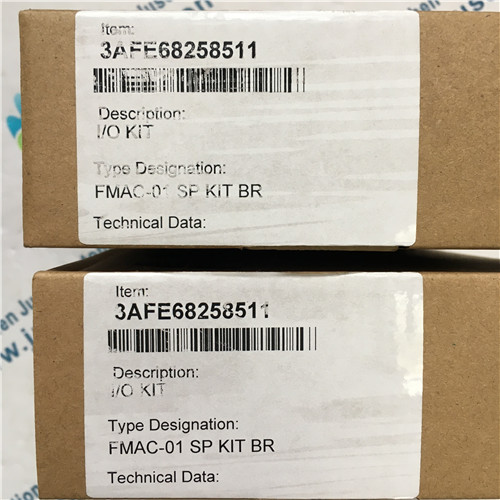 Item:
3AFE68258511
Description:
I/O KIT
Type Designation:
FMAC-01 SP KIT BR
Technical Data:
Item:
3AFE68258511
Description:
I/O KIT
Type Designation:
FMAC-01 SP KIT BR
Technical Data: